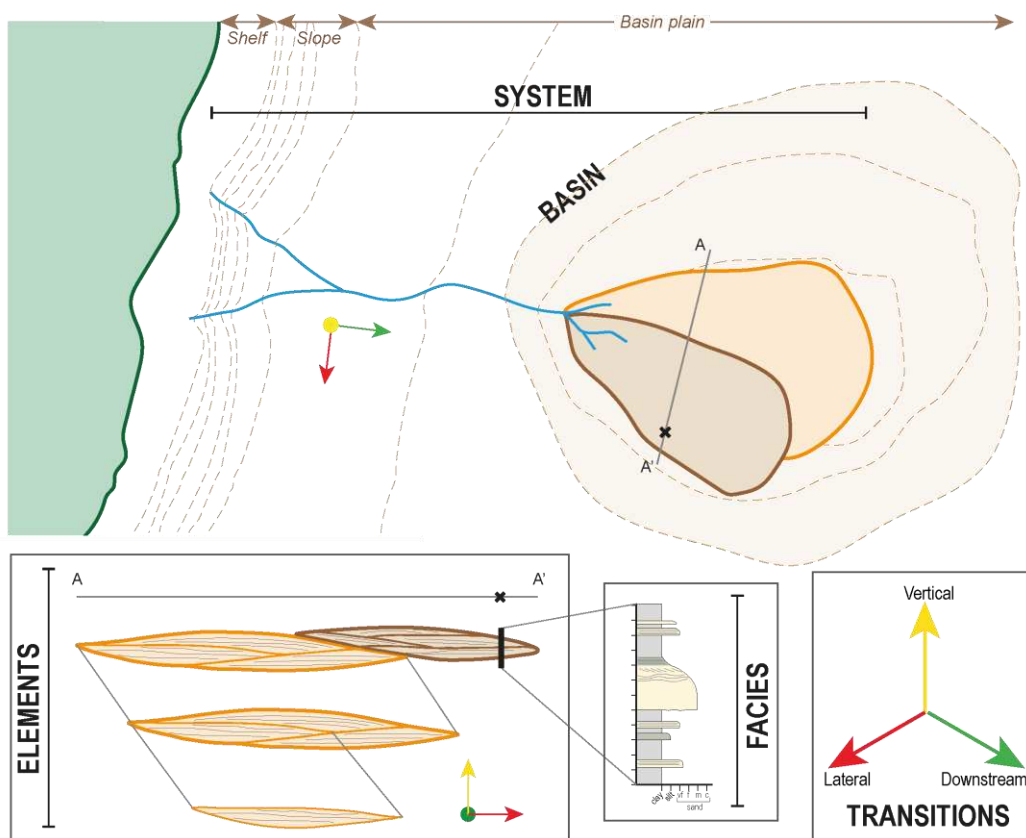 Shelf
Slope
Basin plain
SYSTEM
BASIN
A
A'
ELEMENTS
A
A'
clay
silt
vf
f
m
c
sand
FACIES
Vertical
Lateral
Downstream
TRANSITIONS